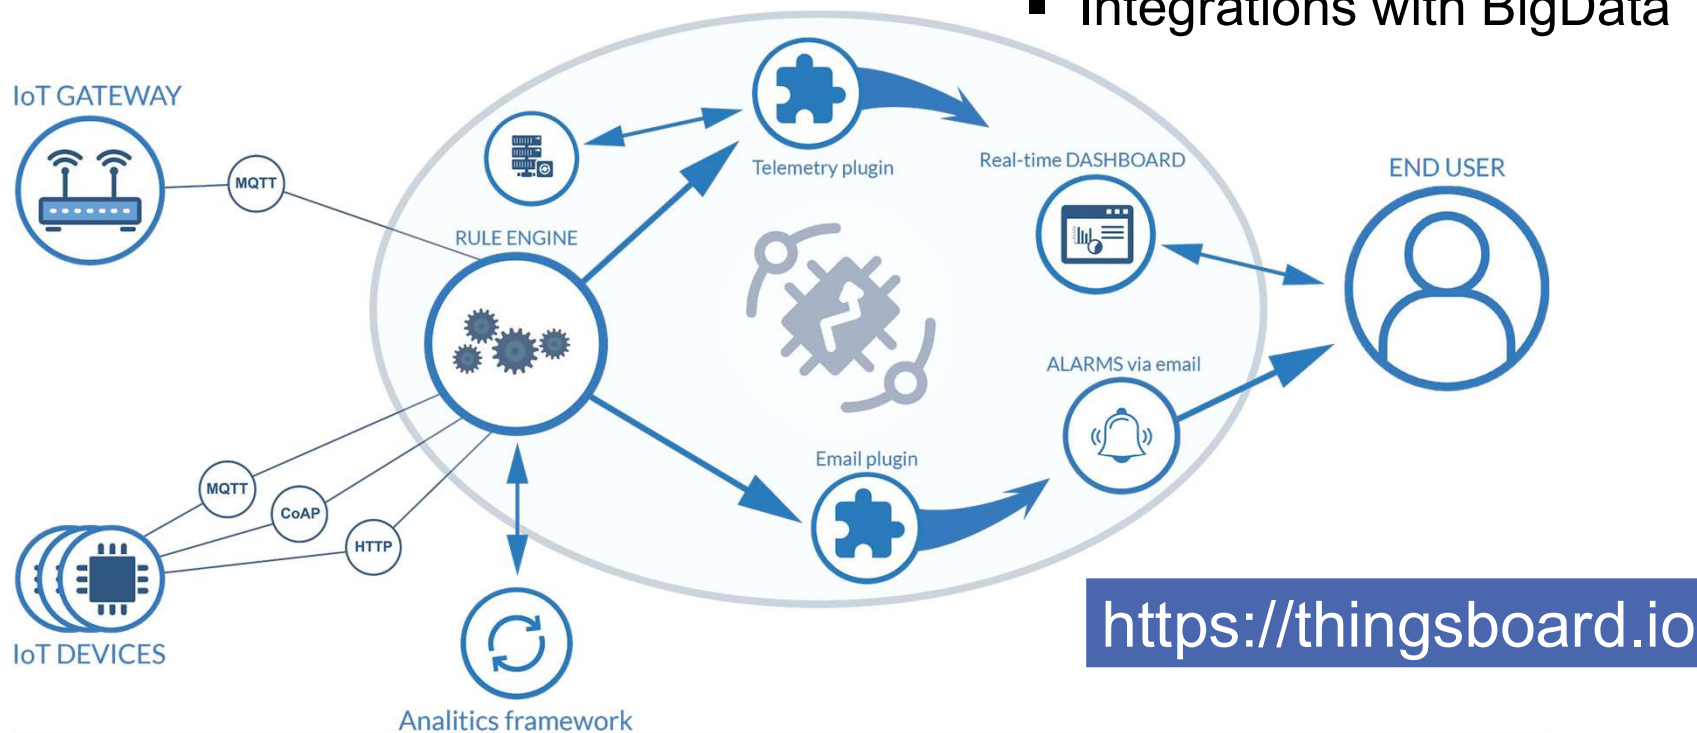 Integrations with BigData
IoT GATEWAY
MQTT
Telemetry plugin
Real-time DASHBOARD
END USER
RULE ENGINE
ALARMS via email
Email plugin
MQTT
CoAP
HTTP
IoT DEVICES
Analitics framework
https://thingsboard.io